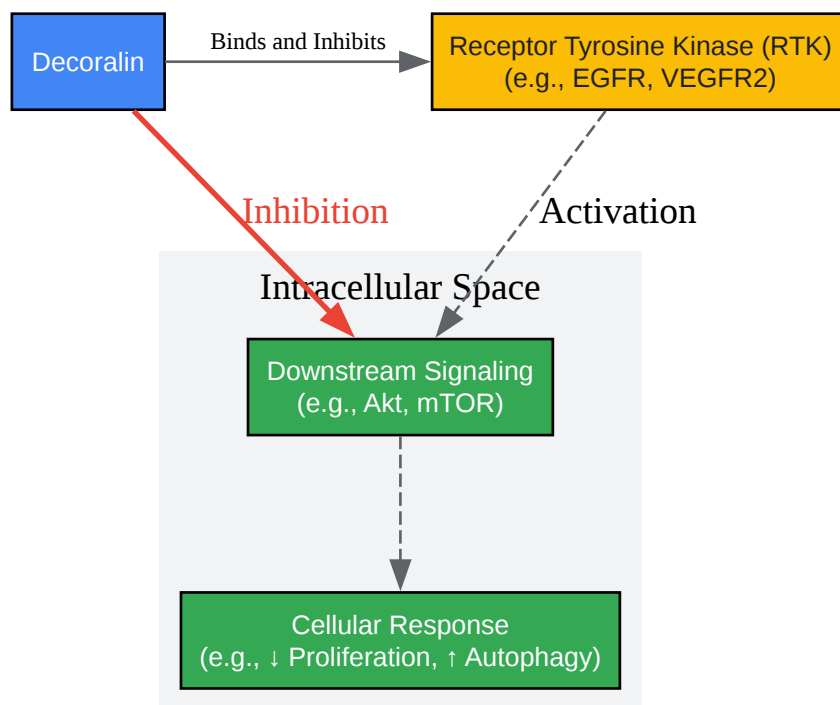 Decoralin
Binds and Inhibits
Receptor Tyrosine Kinase (RTK)
(e.g., EGFR, VEGFR2)
Inhibition
Activation
Intracellular Space
Downstream Signaling
(e.g., Akt, mTOR)
Cellular Response
(e.g., ↓ Proliferation, ↑ Autophagy)